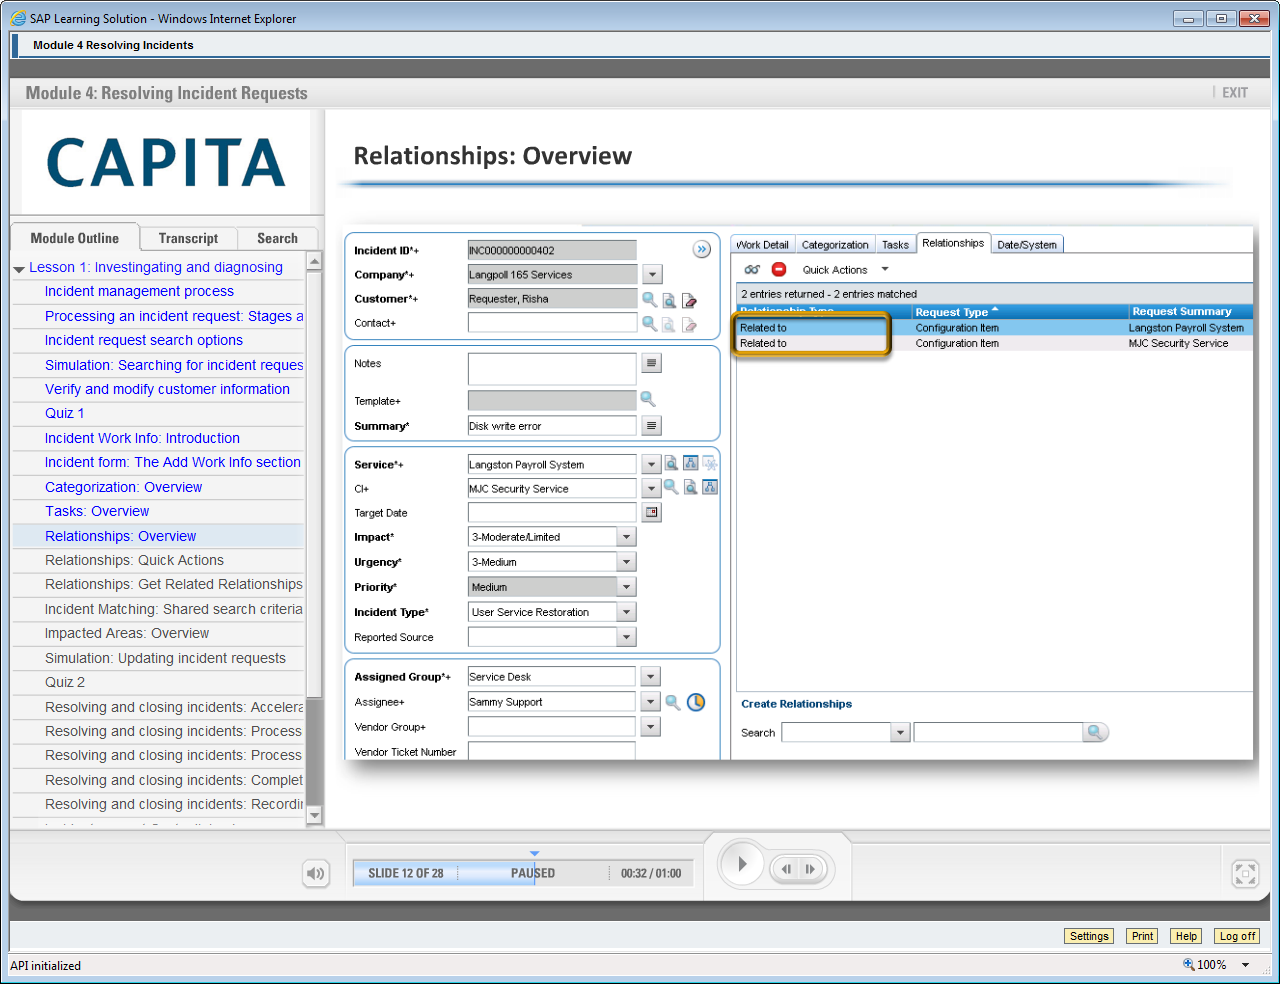 SAP Learning Solution - Windows Internet Explorer
Module 4 Resolving Incidents
Module 4: Resolving Incident Requests
EXIT
CAPITA
Module Outline
Transcript
Search
Lesson 1: Investingating and diagnosing
Incident management process
Processing an incident request: Stages a
Incident request search options
Simulation: Searching for incident reques
Verify and modify customer information
Quiz 1
Incident Work Info: Introduction
Incident form: The Add Work Info section
Categorization: Overview
Tasks: Overview
Relationships: Overview
Relationships: Quick Actions
Relationships: Get Related Relationships
Incident Matching: Shared search criteria
Impacted Areas: Overview
Simulation: Updating incident requests
Quiz 2
Resolving and closing incidents: Accelera
Resolving and closing incidents: Process
Resolving and closing incidents: Process
Resolving and closing incidents: Complet
Resolving and closing incidents: Recordin
Relationships: Overview
Incident ID*+ INC000000000402
Company*+ Langpoll 165 Services
Customer*+ Requester, Risha
Contact+
Notes
Template+
Summary* Disk write error
Service*+ Langston Payroll System
CI+ MJC Security Service
Target Date
Impact* 3-Moderate/Limited
Urgency* 3-Medium
Priority* Medium
Incident Type* User Service Restoration
Reported Source
Assigned Group*+ Service Desk
Assignee+ Sammy Support
Vendor Group+
Vendor Ticket Number
Work Detail Categorization Tasks Relationships Date/System
Quick Actions
2 entries returned - 2 entries matched
Relationship Type Request Type Request Summary
Related to Configuration Item Langston Payroll System
Related to Configuration Item MJC Security Service
Create Relationships
Search
SLIDE 12 OF 28 PAUSED 00:32 / 01:00
Settings Print Help Log off
API initialized
100%